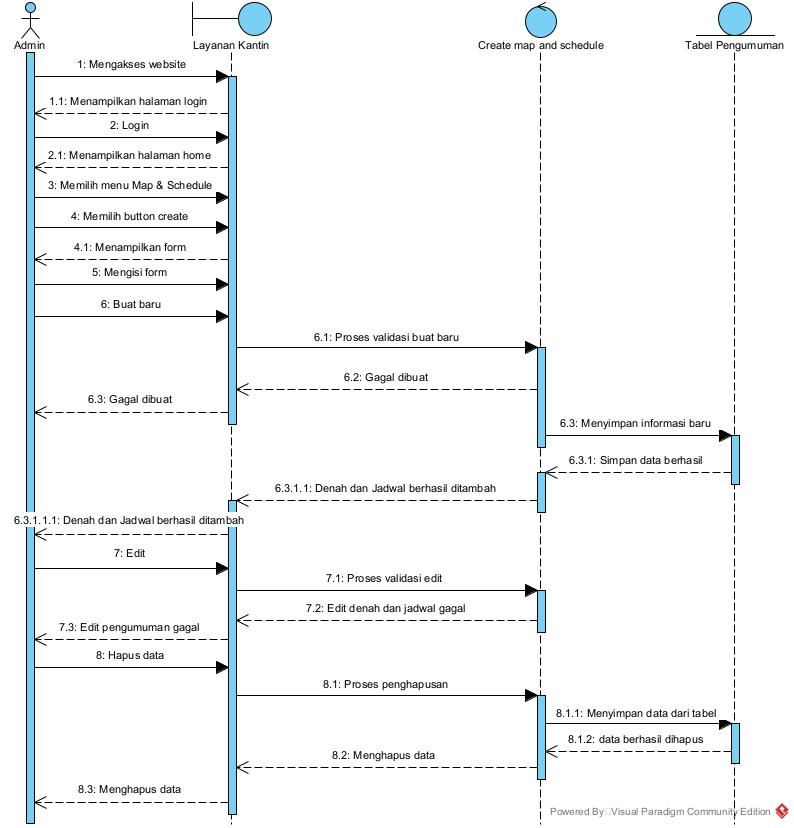 Admin
Layanan Kantin
Create map and schedule
Tabel Pengumuman
1: Mengakses website
1.1: Menampilkan halaman login
2: Login
2.1: Menampilkan halaman home
3: Memilih menu Map & Schedule
4: Memilih button create
4.1: Menampilkan form
5: Mengisi form
6: Buat baru
6.1: Proses validasi buat baru
6.2: Gagal dibuat
6.3: Gagal dibuat
6.3: Menyimpan informasi baru
6.3.1: Simpan data berhasil
6.3.1.1: Denah dan Jadwal berhasil ditambah
6.3.1.1.1: Denah dan Jadwal berhasil ditambah
7: Edit
7.1: Proses validasi edit
7.2: Edit denah dan jadwal gagal
7.3: Edit pengumuman gagal
8: Hapus data
8.1: Proses penghapusan
8.1.1: Menyimpan data dari tabel
8.1.2: data berhasil dihapus
8.2: Menghapus data
8.3: Menghapus data
Powered By Visual Paradigm Community Edition